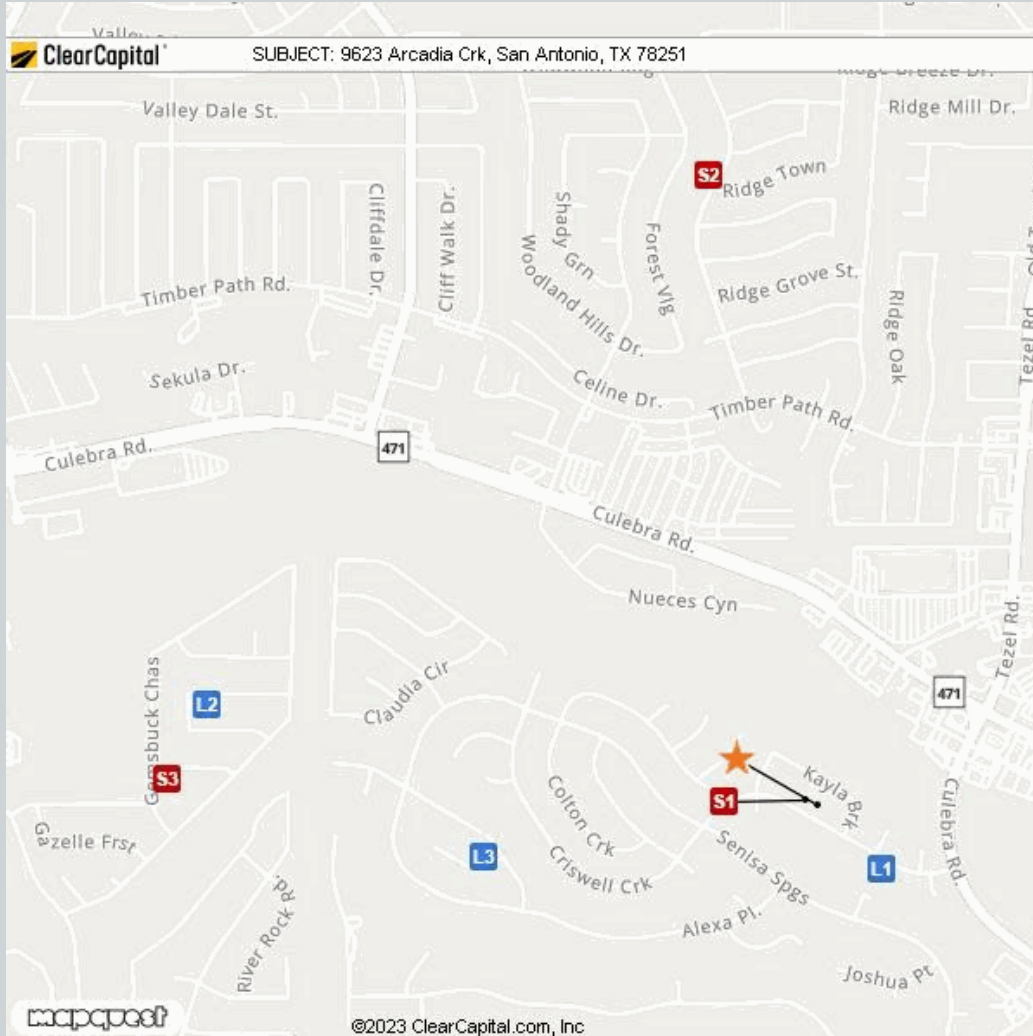 ClearCapital
SUBJECT: 9623 Arcadia Crk, San Antonio, TX 78251
Ridge Breeze Dr.
Valley Dale St.
Ridge Mill Dr.
S2
Ridge Town
Cliffdale Dr.
Cliff Walk Dr.
Shady Grn
Forest Vlg
Woodland Hills Dr.
Ridge Grove St.
Timber Path Rd.
Ridge Oak
Tezel Rd.
Sekula Dr.
Celine Dr.
Timber Path Rd.
Culebra Rd.
471
Culebra Rd.
Nueces Cyn
Tezel Rd.
Gemsbuck Chas
L2
Claudia Cir
471
S3
S1
Kayla Brk
Colton Crk
Culebra Rd.
Gazelle Frst
L3
Criswell Crk
Senisa Spgs
L1
River Rock Rd.
Alexa Pl.
Joshua Pt
mapquest
©2023 ClearCapital.com, Inc